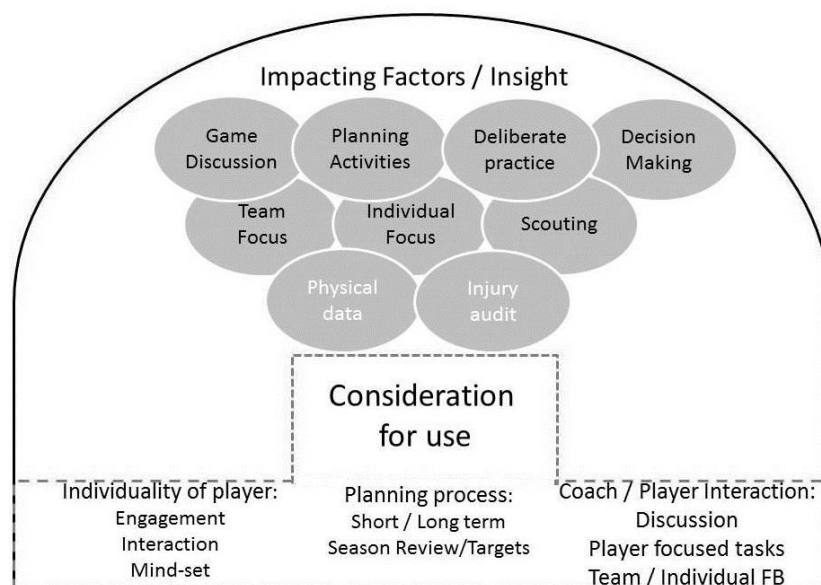 Impacting Factors / Insight
Game
Discussion
Planning
Activities
Deliberate
practice
Decision
Making
Team
Focus
Individual
Focus
Scouting
Physical
data
Injury
audit
Consideration
for use
Individuality of player:
Engagement
Interaction
Mind-set
Planning process:
Short / Long term
Season Review/Targets
Coach / Player Interaction:
Discussion
Player focused tasks
Team / Individual FB